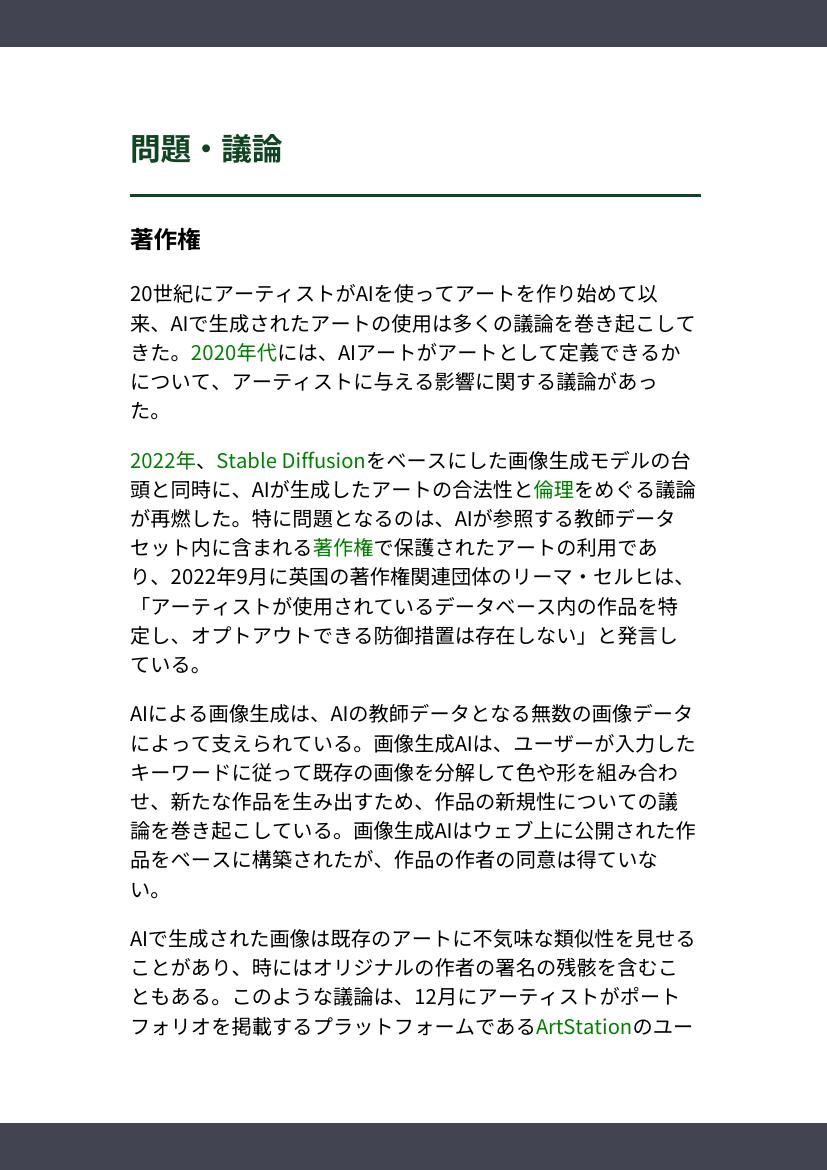 問題・議論
著作権
20世紀にアーティストがAIを使ってアートを作り始めて以
来、AIで生成されたアートの使用は多くの議論を巻き起こして
きた。2020年代には、AIアートがアートとして定義できるか
について、アーティストに与える影響に関する議論があっ
た。
2022年、Stable Diffusionをベースにした画像生成モデルの台
頭と同時に、AIが生成したアートの合法性と倫理をめぐる議論
が再燃した。特に問題となるのは、AIが参照する教師データ
セット内に含まれる著作権で保護されたアートの利用であ
り、2022年9月に英国の著作権関連団体のリーマ・セルヒは、
「アーティストが使用されているデータベース内の作品を特
定し、オプトアウトできる防御措置は存在しない」と発言し
ている。
AIによる画像生成は、AIの教師データとなる無数の画像データ
によって支えられている。画像生成AIは、ユーザーが入力した
キーワードに従って既存の画像を分解して色や形を組み合わ
せ、新たな作品を生み出すため、作品の新規性についての議
論を巻き起こしている。画像生成AIはウェブ上に公開された作
品をベースに構築されたが、作品の作者の同意は得ていな
い。
AIで生成された画像は既存のアートに不気味な類似性を見せる
ことがあり、時にはオリジナルの作者の署名の残骸を含むこ
ともある。このような議論は、12月にアーティストがポート
フォリオを掲載するプラットフォームであるArtStationのユー